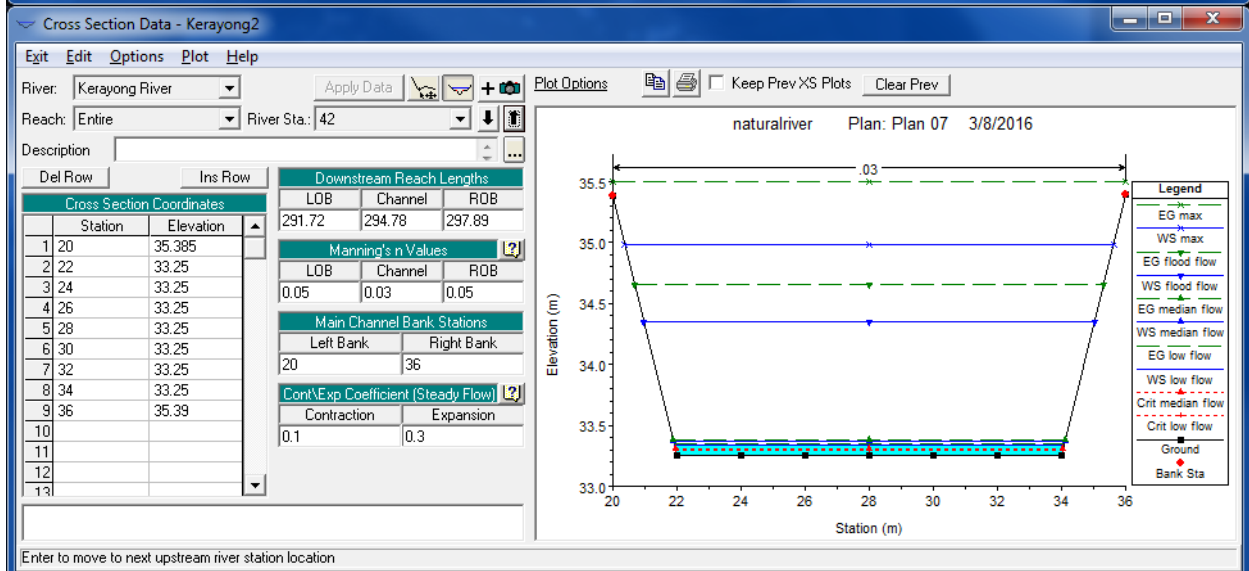 Cross Section Data - Kerayong2
Exit Edit Options Plot Help
River: Kerayong River Apply Data + Plot Options Keep Prev XS Plots Clear Prev
Reach: Entire River Sta.: 42
Description ...
Del Row Ins Row
Cross Section Coordinates
Station Elevation
1 20 35.385
2 22 33.25
3 24 33.25
4 26 33.25
5 28 33.25
6 30 33.25
7 32 33.25
8 34 33.25
9 36 35.39
10
11
12
13
Downstream Reach Lengths
LOB Channel ROB
291.72 294.78 297.89
Manning's n Values
LOB Channel ROB
0.05 0.03 0.05
Main Channel Bank Stations
Left Bank Right Bank
20 36
Cont\Exp Coefficient (Steady Flow)
Contraction Expansion
0.1 0.3
naturalriver Plan: Plan 07 3/8/2016
.03
35.5
35.0
34.5
34.0
33.5
33.0
Elevation (m)
20 22 24 26 28 30 32 34 36
Station (m)
Legend
EG max
WS max
EG flood flow
WS flood flow
EG median flow
WS median flow
EG low flow
WS low flow
Crit median flow
Crit low flow
Ground
Bank Sta
Enter to move to next upstream river station location